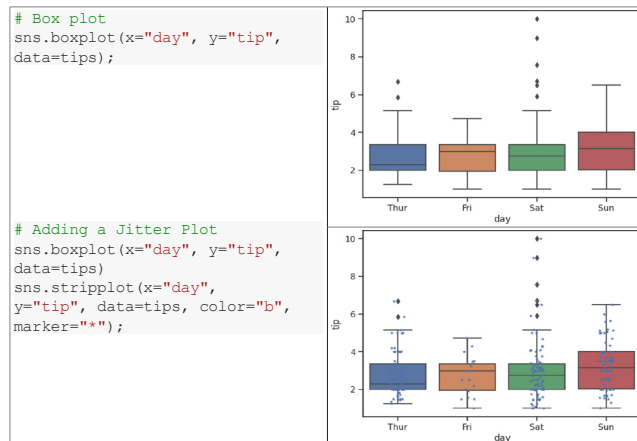 # Box plot
sns.boxplot(x="day", y="tip",
data=tips);
10
8
6
4
2
tip
Thur Fri Sat Sun
day
# Adding a Jitter Plot
sns.boxplot(x="day", y="tip",
data=tips)
sns.stripplot(x="day",
y="tip", data=tips, color="b",
marker="*");
10
8
6
4
2
tip
Thur Fri Sat Sun
day